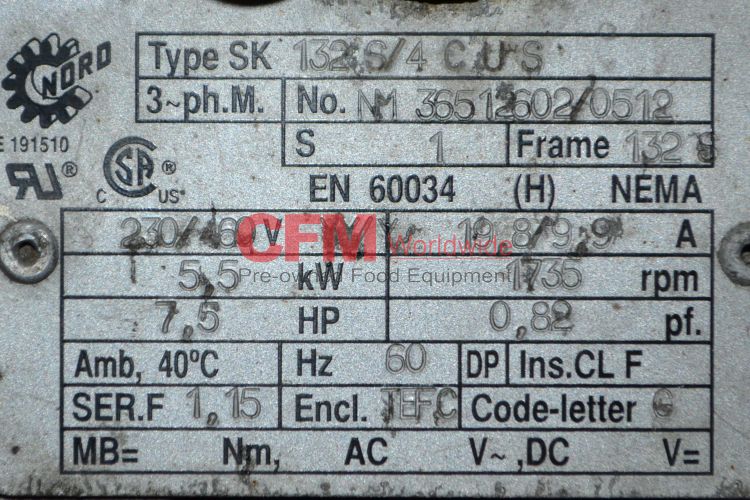 NORD
Type SK 132 S/4 C U S
3~ph.M. No. NM 36512602/0512
E 191510
S 1 Frame 132 S
C CSA ® US
EN 60034 (H) NEMA
230/460 V 19,8/9,9 A
CFM Worldwide
5,5 kW 1735 rpm
Pre-owned Food Equipment
7,5 HP 0,82 pf.
Amb, 40°C Hz 60 DP Ins.CL F
SER.F 1,15 Encl. TEFC Code-letter G
MB= Nm, AC V~,DC V=